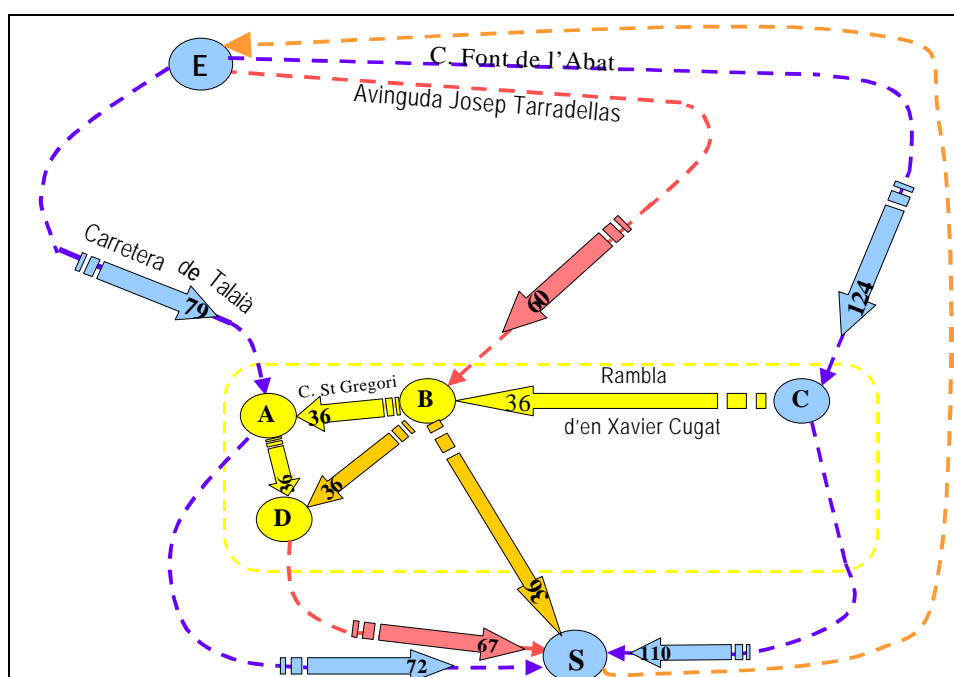 E
C. Font de l'Abat
Avinguda Josep Tarradellas
Carretera de Talaià
79
60
124
C. St Gregori
Rambla
A
36
B
36
C
d'en Xavier Cugat
36
36
D
36
67
72
S
110